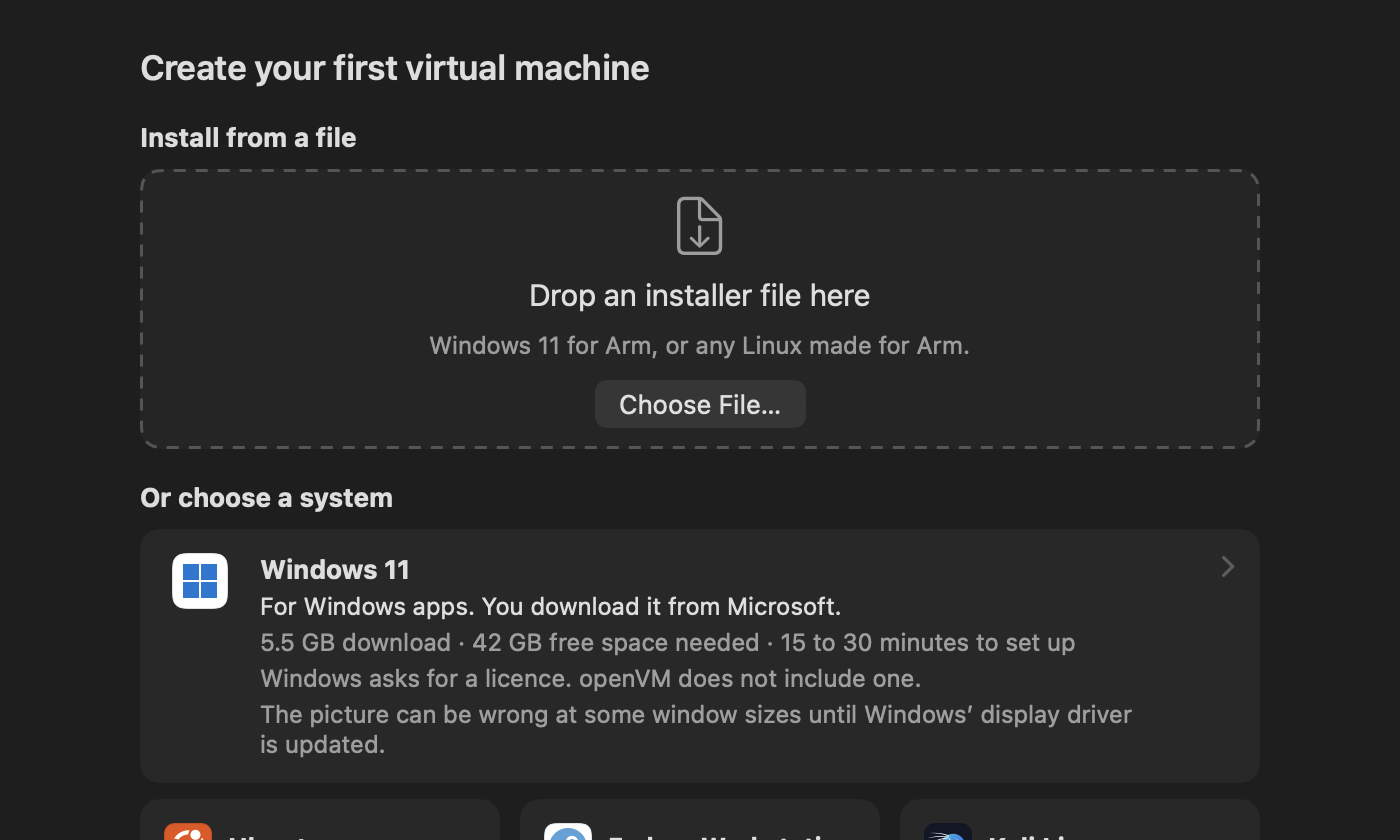 Create your first virtual machine
Install from a file
Drop an installer file here
Windows 11 for Arm, or any Linux made for Arm.
Choose File...
Or choose a system
Windows 11
For Windows apps. You download it from Microsoft.
5.5 GB download · 42 GB free space needed · 15 to 30 minutes to set up
Windows asks for a licence. openVM does not include one.
The picture can be wrong at some window sizes until Windows’ display driver
is updated.